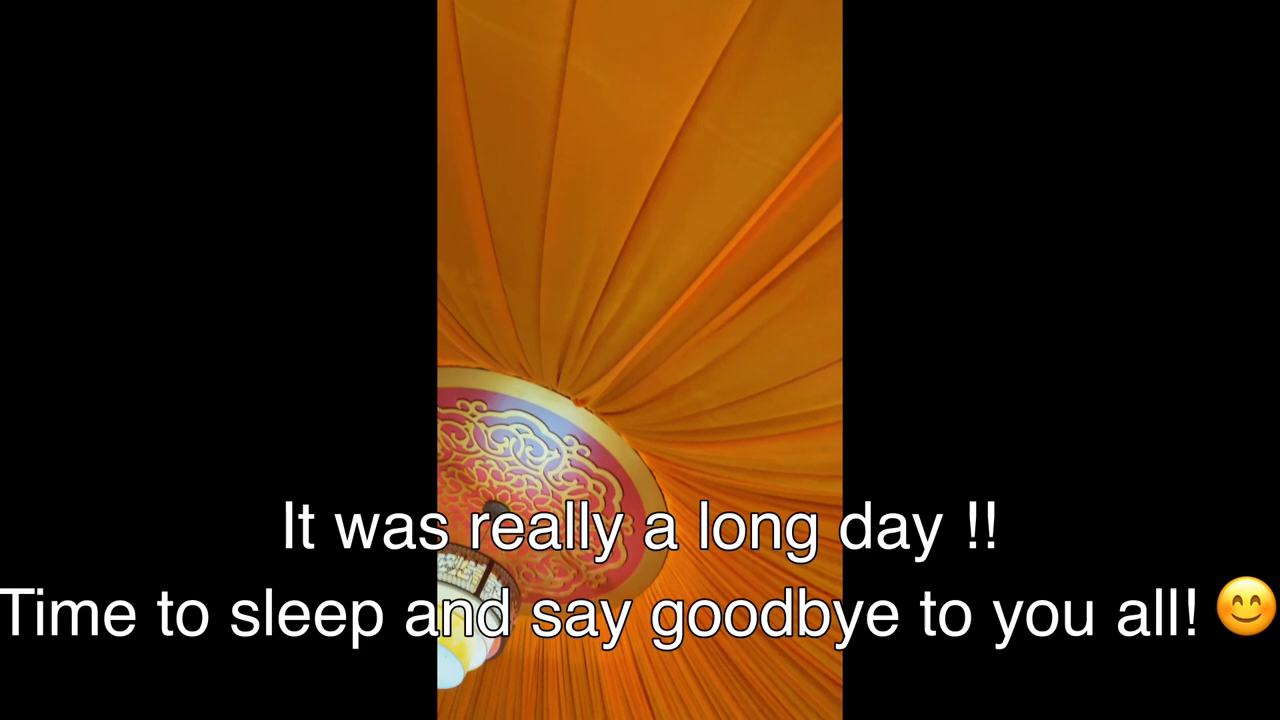 It was really a long day !!
Time to sleep and say goodbye to you all! 😊